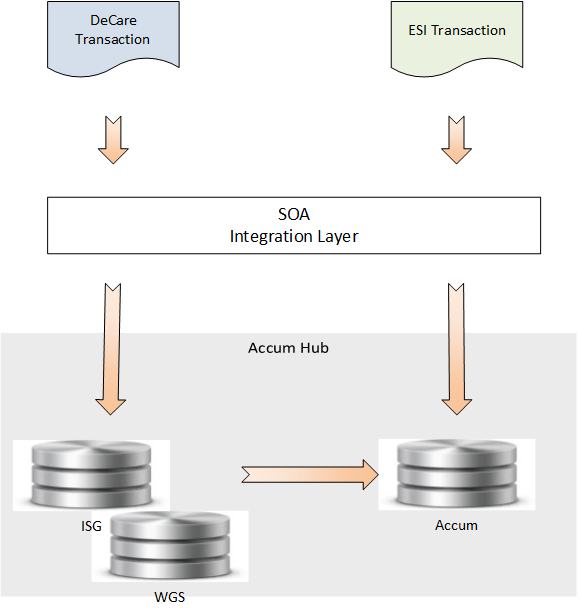 DeCare
Transaction
ESI Transaction
SOA
Integration Layer
Accum Hub
ISG
Accum
WGS